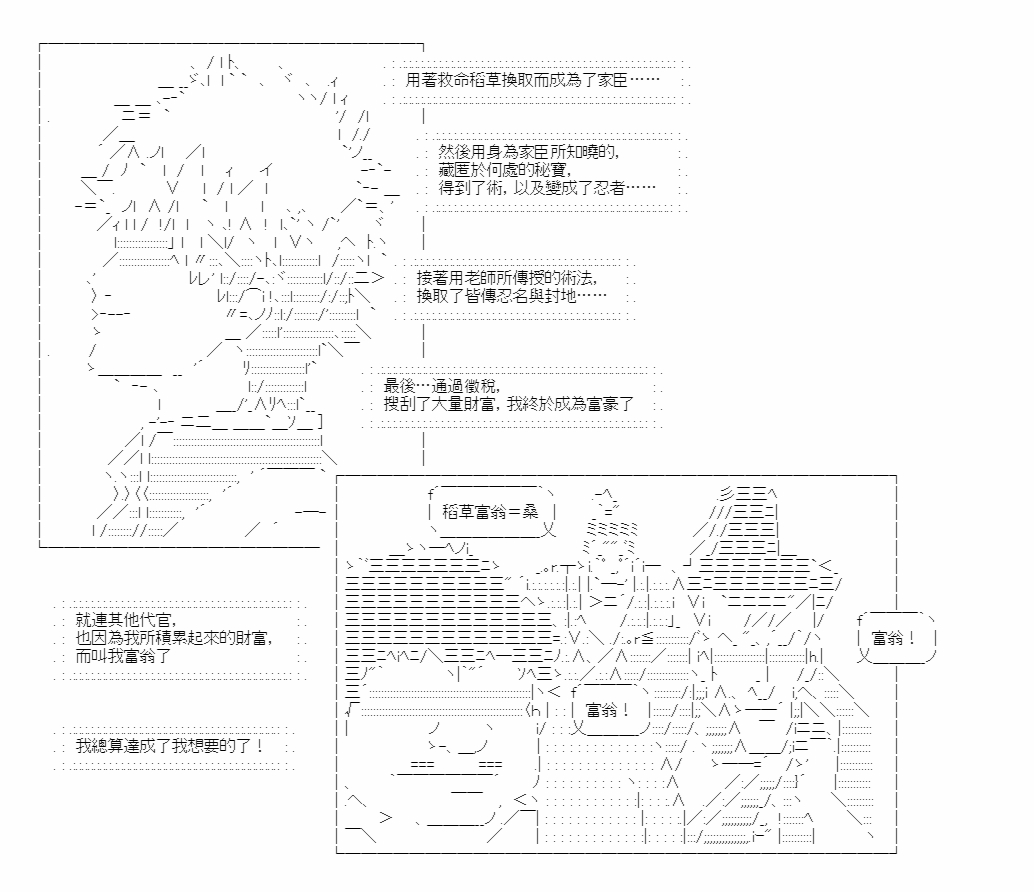 用著救命稻草換取而成為了家臣……
然後用身為家臣所知曉的，
藏匿於何處的秘寶，
得到了術，以及變成了忍者……
接著用老師所傳授的術法，
換取了皆傳忍名與封地……
最後…通過徵稅，
搜刮了大量財富，我終於成為富豪了
稻草富翁＝桑
就連其他代官，
也因為我所積累起來的財富，
而叫我富翁了
富翁！
富翁！
我總算達成了我想要的了！